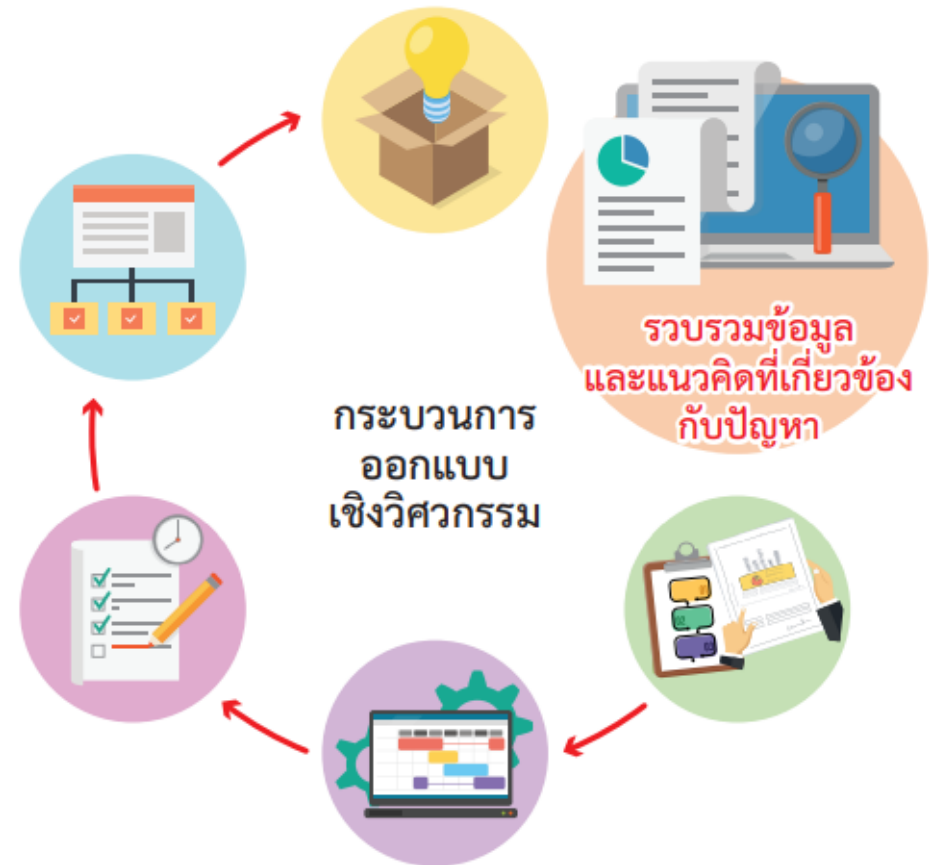 รวบรวมข้อมูล
และแนวคิดที่เกี่ยวข้อง
กับปัญหา
กระบวนการ
ออกแบบ
เชิงวิศวกรรม